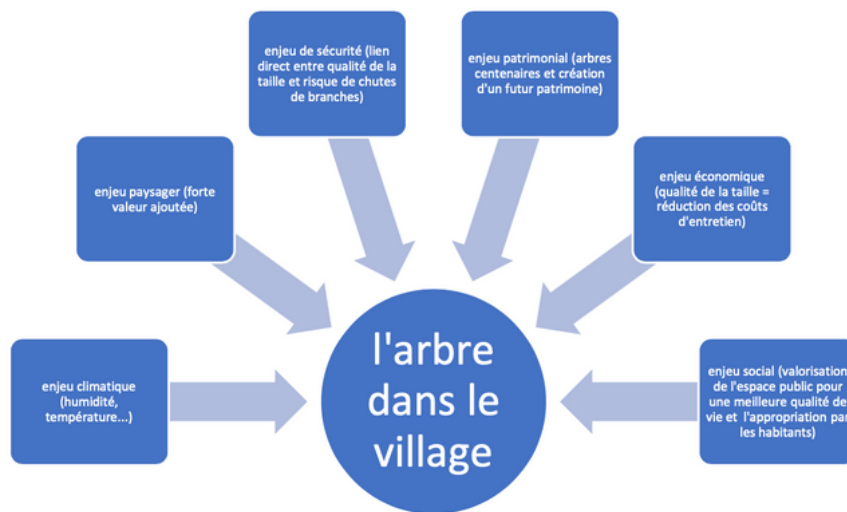 enjeu de sécurité (lien
direct entre qualité de la
taille et risque de chutes
de branches)
enjeu patrimonial (arbres
centenaires et création
d'un futur patrimoine)
enjeu paysager (forte
valeur ajoutée)
enjeu économique
(qualité de la taille =
réduction des coûts
d'entretien)
enjeu climatique
(humidité,
température...)
l'arbre
dans le
village
enjeu social (valorisation
de l'espace public pour
une meilleure qualité de
vie et l'appropriation par
les habitants)